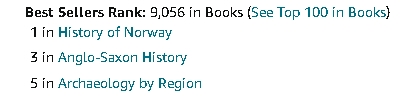 Best Sellers Rank: 9,056 in Books (See Top 100 in Books)
1 in History of Norway
3 in Anglo-Saxon History
5 in Archaeology by Region